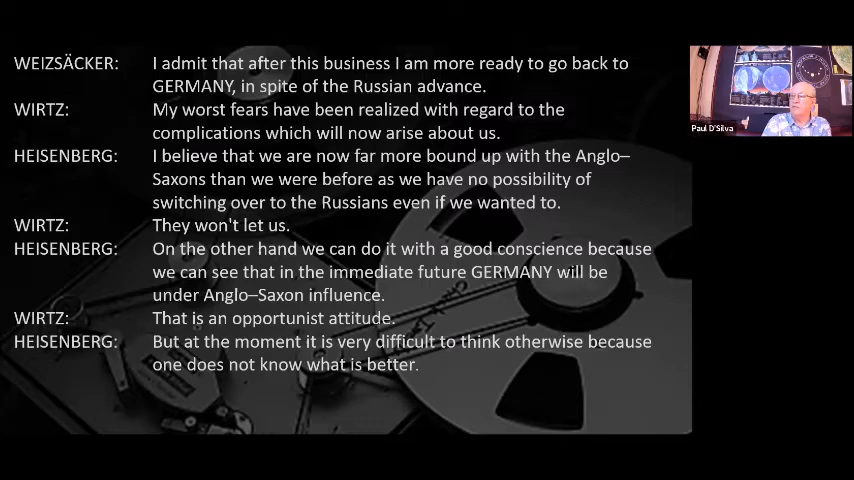 WEIZSÄCKER: I admit that after this business I am more ready to go back to
GERMANY, in spite of the Russian advance.
WIRTZ: My worst fears have been realized with regard to the
complications which will now arise about us.
HEISENBERG: I believe that we are now far more bound up with the Anglo–
Saxons than we were before as we have no possibility of
switching over to the Russians even if we wanted to.
WIRTZ: They won't let us.
HEISENBERG: On the other hand we can do it with a good conscience because
we can see that in the immediate future GERMANY will be
under Anglo–Saxon influence.
WIRTZ: That is an opportunist attitude.
HEISENBERG: But at the moment it is very difficult to think otherwise because
one does not know what is better.
Paul D'Silva